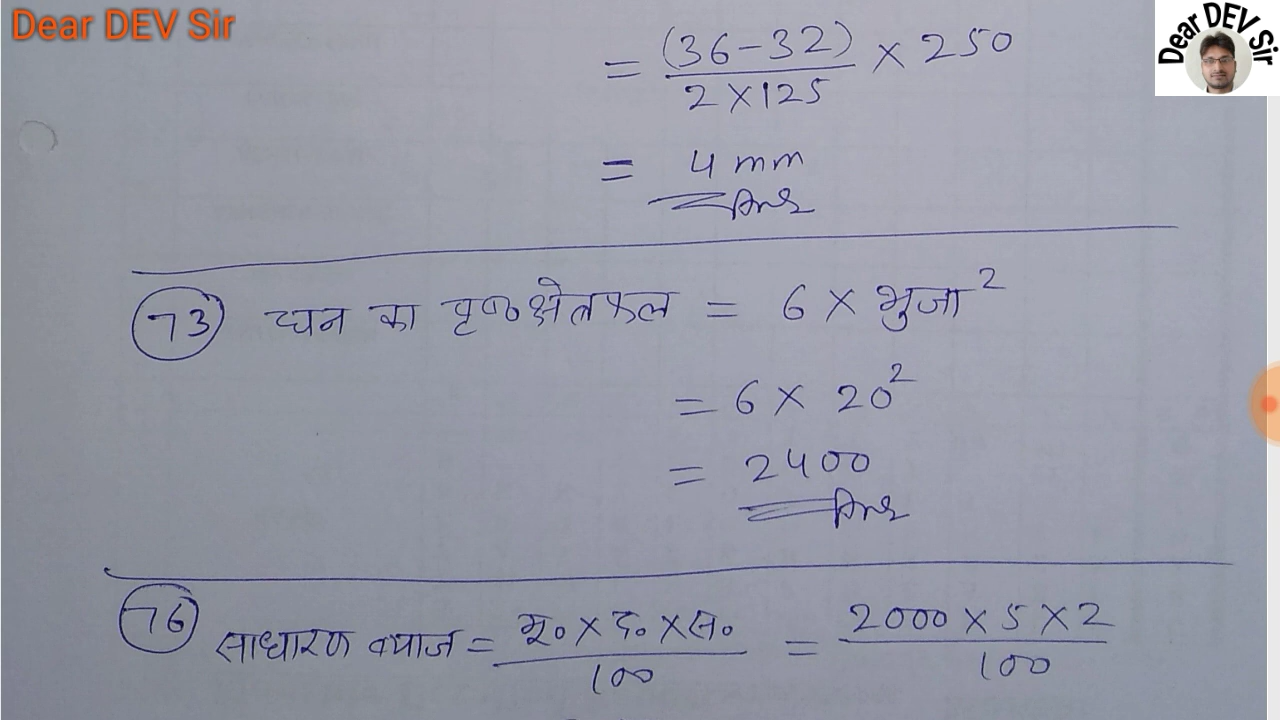 Dear DEV Sir
Dear DEV Sir
= (36-32) / 2×125 × 250
= 4 mm
Ans
73 घन का पृष्ठ क्षेत्रफल = 6 × भुजा²
= 6 × 20²
= 2400
Ans
76 साधारण ब्याज = मू० × द० × स० / 100 = 2000 × 5 × 2 / 100